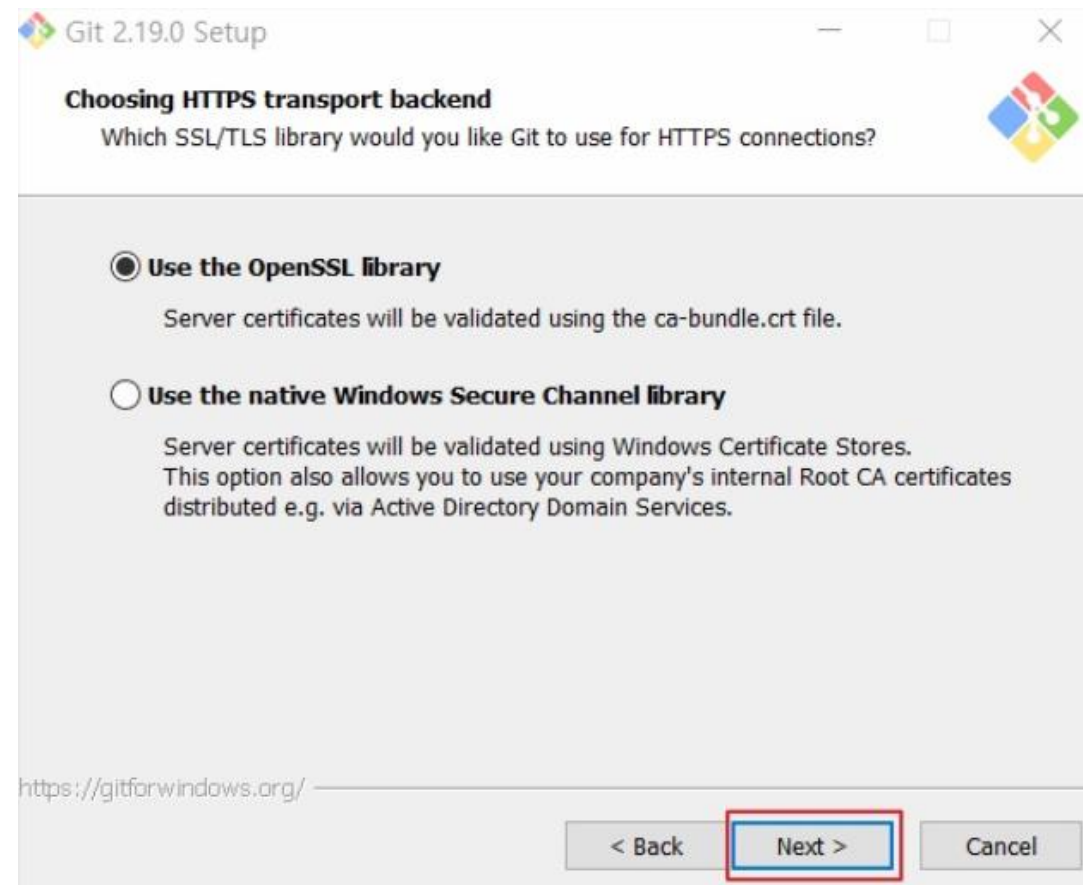 Git 2.19.0 Setup
Choosing HTTPS transport backend
Which SSL/TLS library would you like Git to use for HTTPS connections?
Use the OpenSSL library
Server certificates will be validated using the ca-bundle.crt file.
Use the native Windows Secure Channel library
Server certificates will be validated using Windows Certificate Stores.
This option also allows you to use your company's internal Root CA certificates
distributed e.g. via Active Directory Domain Services.
https://gitforwindows.org/
< Back Next > Cancel